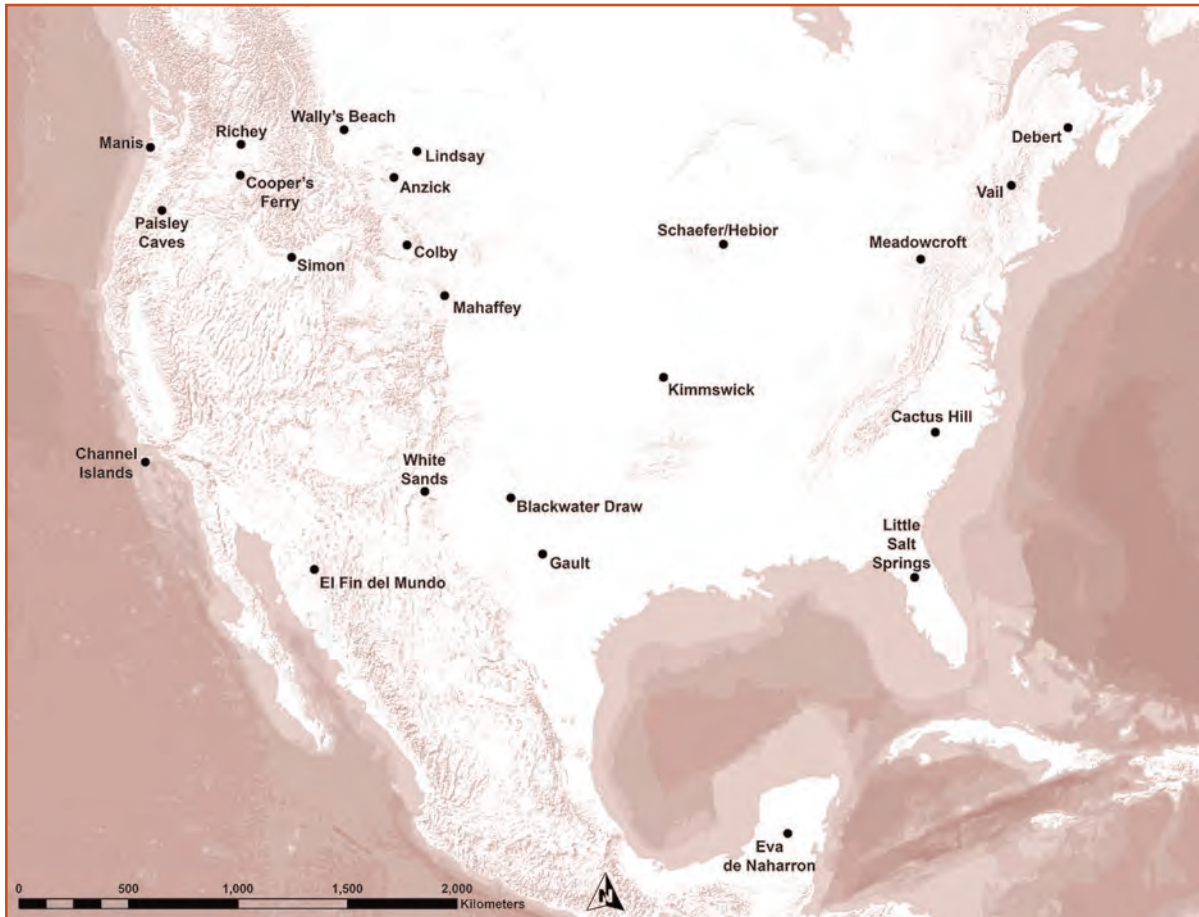 Wally's Beach
Richey
Manis
Debert
Lindsay
Cooper's
Ferry
Anzick
Vail
Paisley
Caves
Schaefer/Hebior
Meadowcroft
Colby
Simon
Mahaffey
Kimmswick
Cactus Hill
Channel
Islands
White
Sands
Blackwater Draw
Little
Salt
Springs
Gault
El Fin del Mundo
Eva
de Naharron
N
0 500 1,000 1,500 2,000
Kilometers